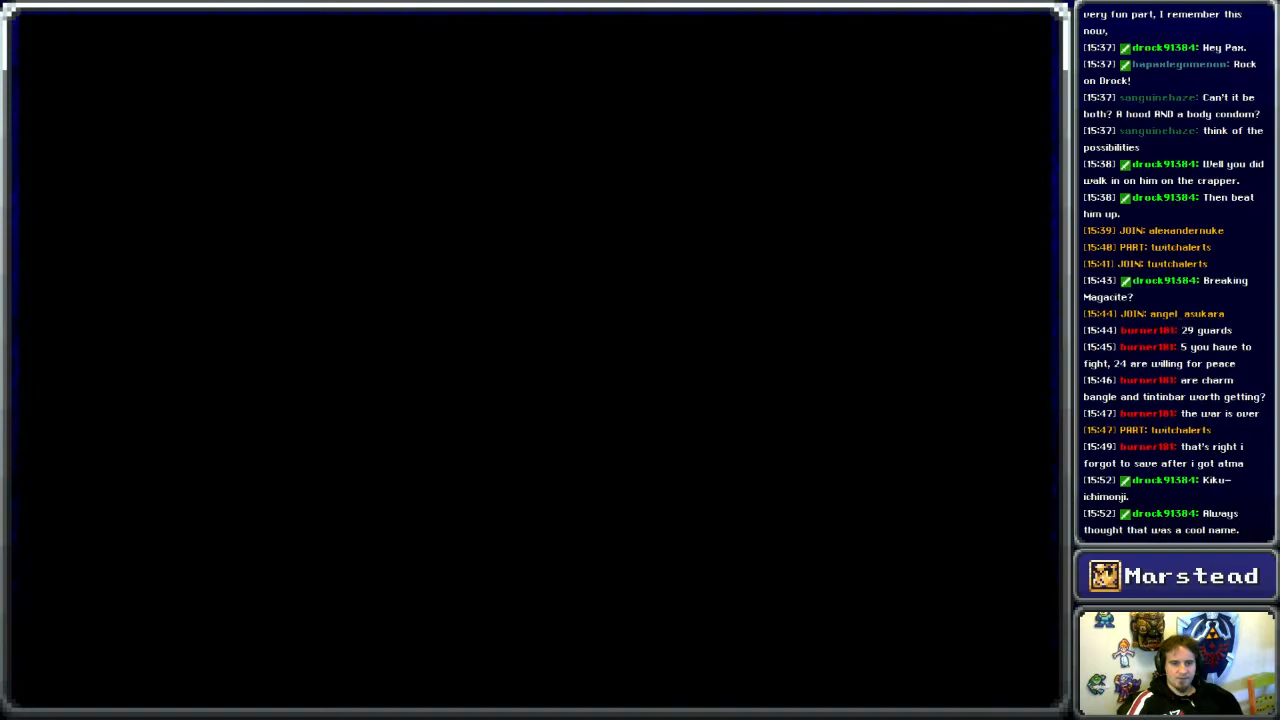 very fun part, I remember this
now,
[15:37] drock91384: Hey Pax.
[15:37] hapaxlegomenon: Rock
on Drock!
[15:37] sanguinehaze: Can't it be
both? A hood AND a body condom?
[15:37] sanguinehaze: think of the
possibilities
[15:38] drock91384: Well you did
walk in on him on the crapper.
[15:38] drock91384: Then beat
him up.
[15:39] JOIN: alexandernuke
[15:40] PART: twitchalerts
[15:41] JOIN: twitchalerts
[15:43] drock91384: Breaking
Magacite?
[15:44] JOIN: angel_asukara
[15:44] burner181: 29 guards
[15:45] burner181: 5 you have to
fight, 24 are willing for peace
[15:46] burner181: are charm
bangle and tintinbar worth getting?
[15:47] burner181: the war is over
[15:47] PART: twitchalerts
[15:49] burner181: that's right i
forgot to save after i got atma
[15:52] drock91384: Kiku-
ichimonji.
[15:52] drock91384: Always
thought that was a cool name.
Marstead